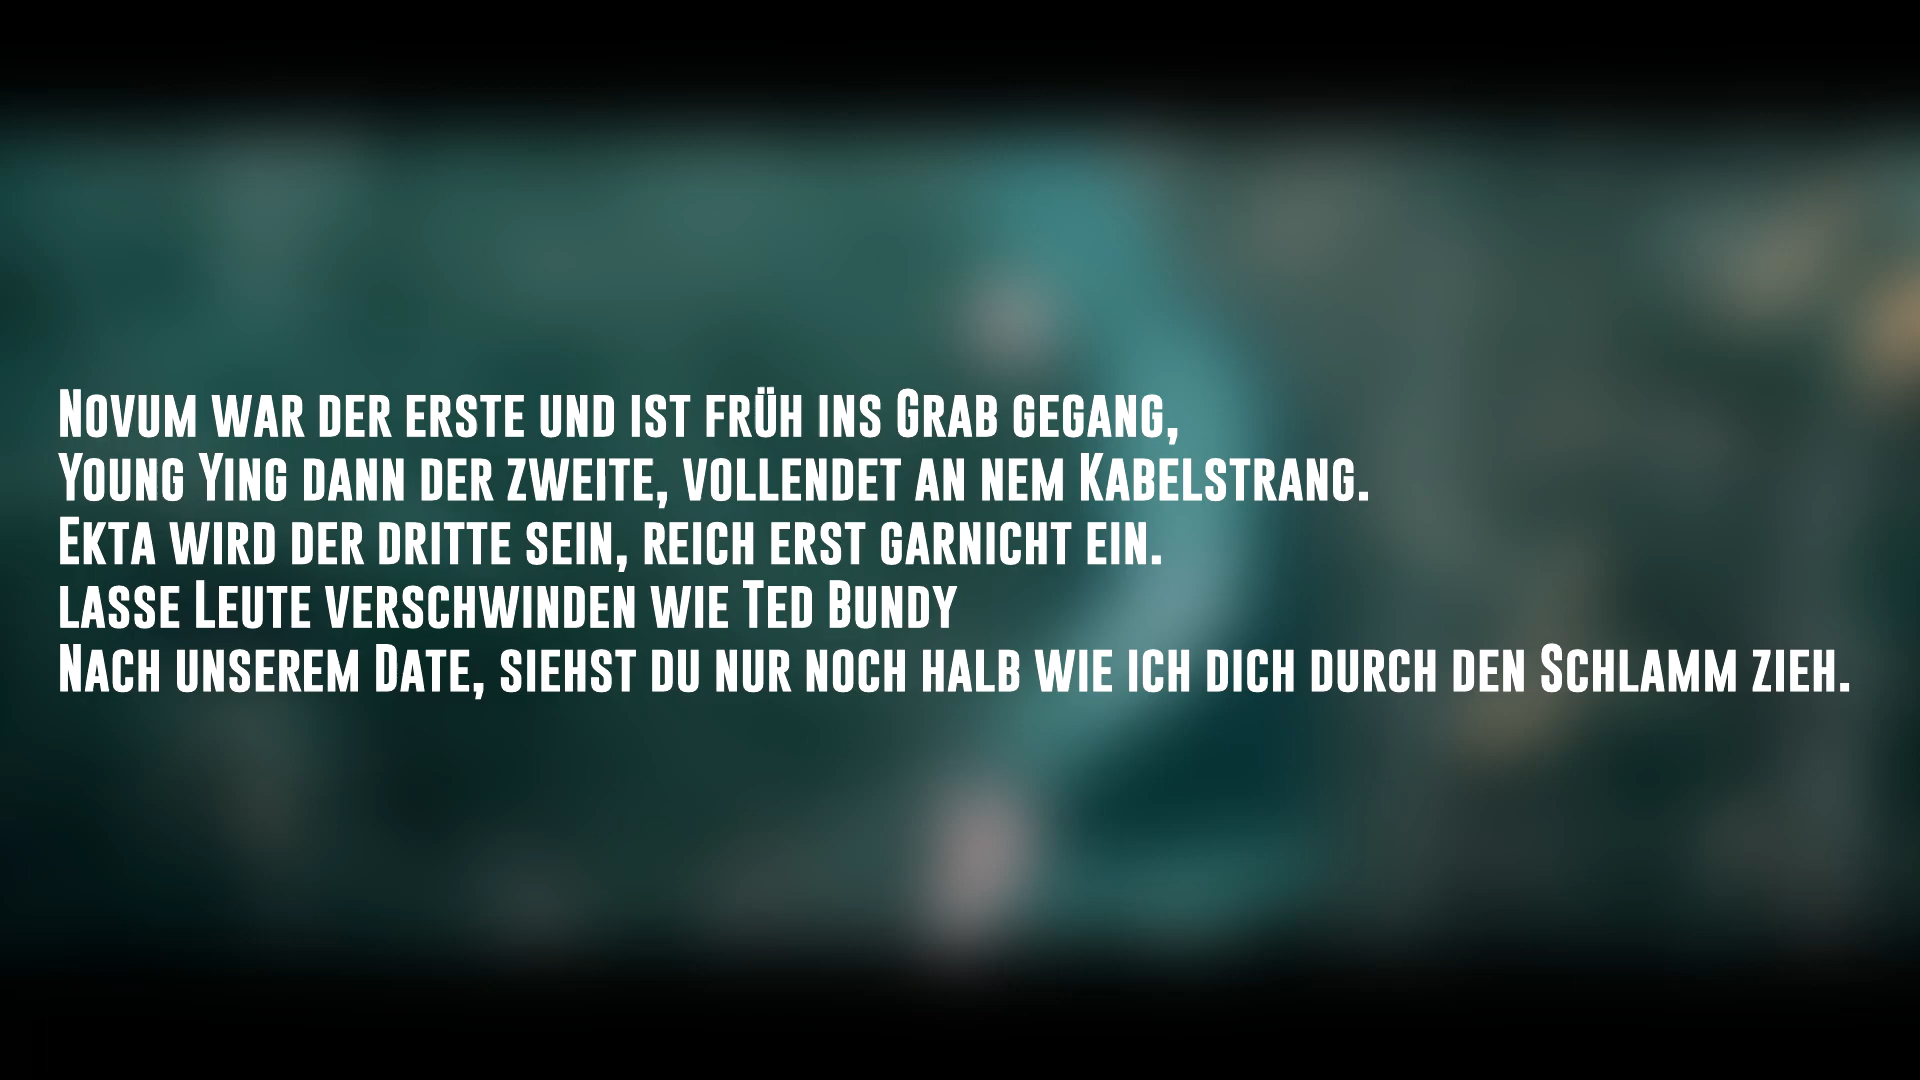 Novum war der erste und ist früh ins Grab gegang,
Young Ying dann der zweite, vollendet an nem Kabelstrang.
Ekta wird der dritte sein, reich erst garnicht ein.
lasse Leute verschwinden wie Ted Bundy
Nach unserem Date, siehst du nur noch halb wie ich dich durch den Schlamm zieh.